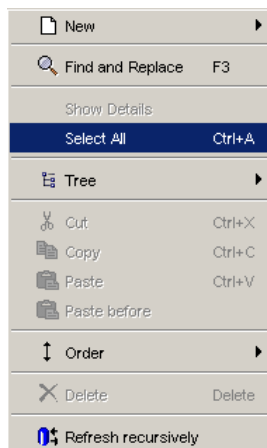 New
Find and Replace F3
Show Details
Select All Ctrl+A
Tree
Cut Ctrl+X
Copy Ctrl+C
Paste Ctrl+V
Paste before
Order
Delete Delete
Refresh recursively